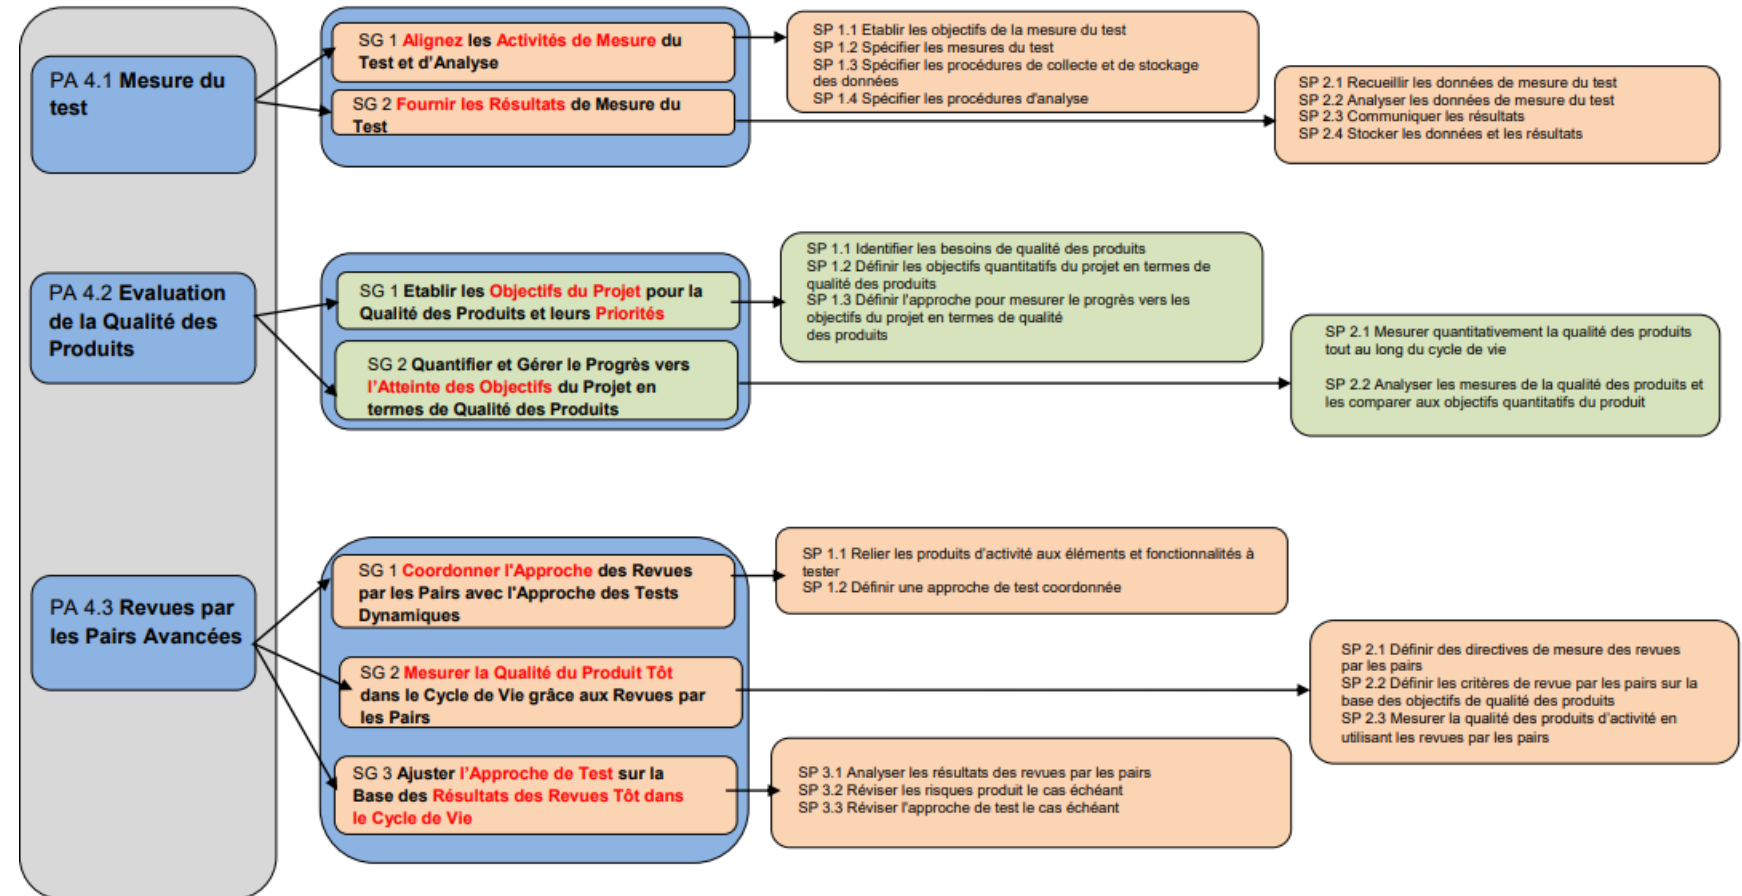 PA 4.1 Mesure du
test
SG 1 Alignez les Activités de Mesure du
Test et d'Analyse
SG 2 Fournir les Résultats de Mesure du
Test
SP 1.1 Etablir les objectifs de la mesure du test
SP 1.2 Spécifier les mesures du test
SP 1.3 Spécifier les procédures de collecte et de stockage
des données
SP 1.4 Spécifier les procédures d'analyse
SP 2.1 Recueillir les données de mesure du test
SP 2.2 Analyser les données de mesure du test
SP 2.3 Communiquer les résultats
SP 2.4 Stocker les données et les résultats
PA 4.2 Evaluation
de la Qualité des
Produits
SG 1 Etablir les Objectifs du Projet pour la
Qualité des Produits et leurs Priorités
SG 2 Quantifier et Gérer le Progrès vers
l'Atteinte des Objectifs du Projet en
termes de Qualité des Produits
SP 1.1 Identifier les besoins de qualité des produits
SP 1.2 Définir les objectifs quantitatifs du projet en termes de
qualité des produits
SP 1.3 Définir l'approche pour mesurer le progrès vers les
objectifs du projet en termes de qualité
des produits
SP 2.1 Mesurer quantitativement la qualité des produits
tout au long du cycle de vie
SP 2.2 Analyser les mesures de la qualité des produits et
les comparer aux objectifs quantitatifs du produit
PA 4.3 Revues par
les Pairs Avancées
SG 1 Coordonner l'Approche des Revues
par les Pairs avec l'Approche des Tests
Dynamiques
SG 2 Mesurer la Qualité du Produit Tôt
dans le Cycle de Vie grâce aux Revues par
les Pairs
SG 3 Ajuster l'Approche de Test sur la
Base des Résultats des Revues Tôt dans
le Cycle de Vie
SP 1.1 Relier les produits d'activité aux éléments et fonctionnalités à
tester
SP 1.2 Définir une approche de test coordonnée
SP 2.1 Définir des directives de mesure des revues
par les pairs
SP 2.2 Définir les critères de revue par les pairs sur la
base des objectifs de qualité des produits
SP 2.3 Mesurer la qualité des produits d'activité en
utilisant les revues par les pairs
SP 3.1 Analyser les résultats des revues par les pairs
SP 3.2 Réviser les risques produit le cas échéant
SP 3.3 Réviser l'approche de test le cas échéant